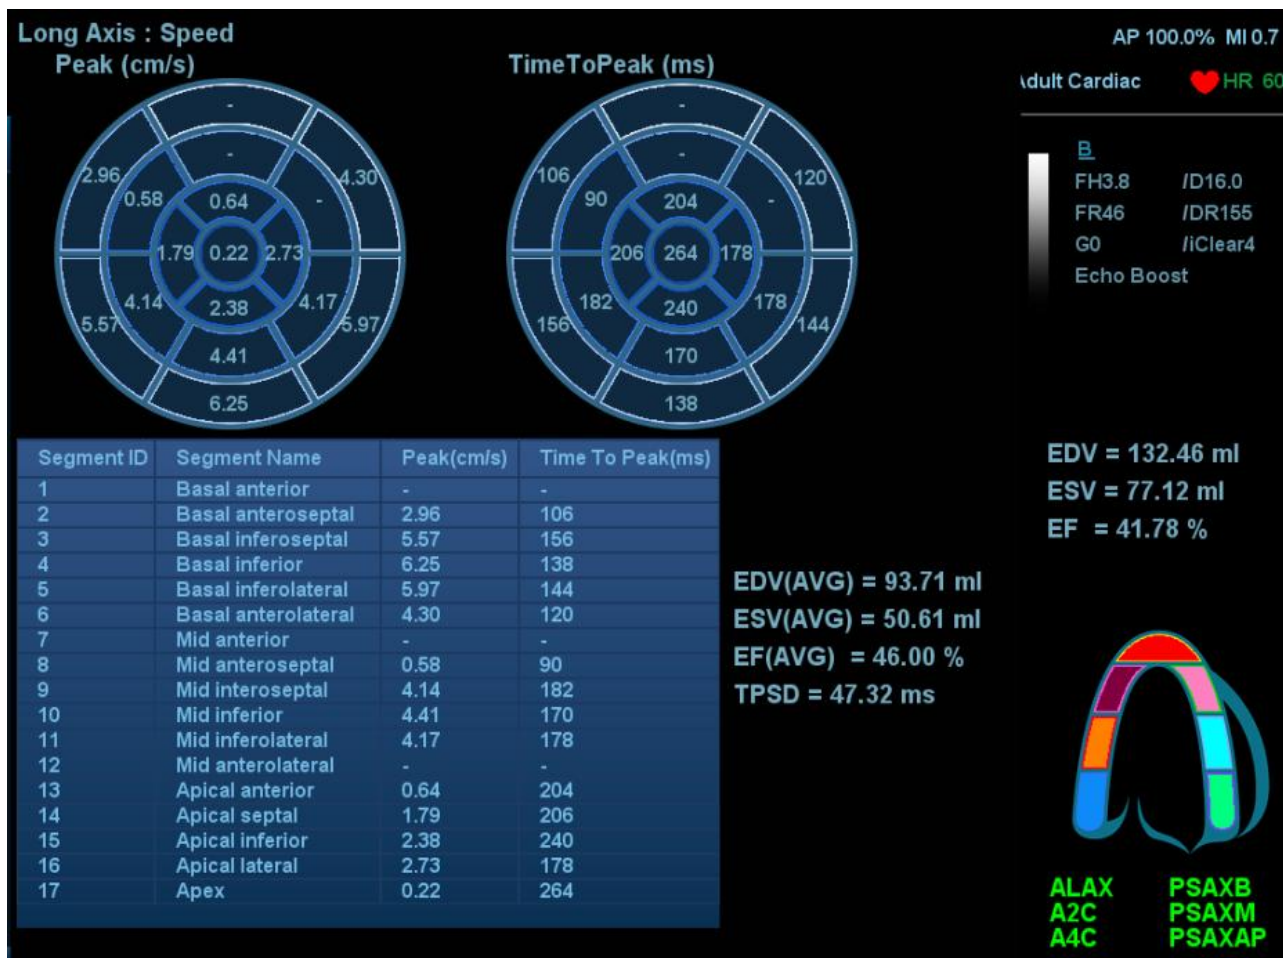 Long Axis : Speed
Peak (cm/s)
TimeToPeak (ms)
AP 100.0% MI 0.7
Adult Cardiac
HR 60
B
FH3.8 /D16.0
FR46 /DR155
G0 /iClear4
Echo Boost
-
-
2.96 4.30
0.58 0.64 -
1.79 0.22 2.73
4.14 2.38 4.17
5.57 5.97
4.41
6.25
-
-
106 120
90 204 -
206 264 178
182 240 178
156 144
170
138
Segment ID Segment Name Peak(cm/s) Time To Peak(ms)
1 Basal anterior - -
2 Basal anteroseptal 2.96 106
3 Basal inferoseptal 5.57 156
4 Basal inferior 6.25 138
5 Basal inferolateral 5.97 144
6 Basal anterolateral 4.30 120
7 Mid anterior - -
8 Mid anteroseptal 0.58 90
9 Mid interoseptal 4.14 182
10 Mid inferior 4.41 170
11 Mid inferolateral 4.17 178
12 Mid anterolateral - -
13 Apical anterior 0.64 204
14 Apical septal 1.79 206
15 Apical inferior 2.38 240
16 Apical lateral 2.73 178
17 Apex 0.22 264
EDV(AVG) = 93.71 ml
ESV(AVG) = 50.61 ml
EF(AVG) = 46.00 %
TPSD = 47.32 ms
EDV = 132.46 ml
ESV = 77.12 ml
EF = 41.78 %
ALAX PSAXB
A2C PSAXM
A4C PSAXAP